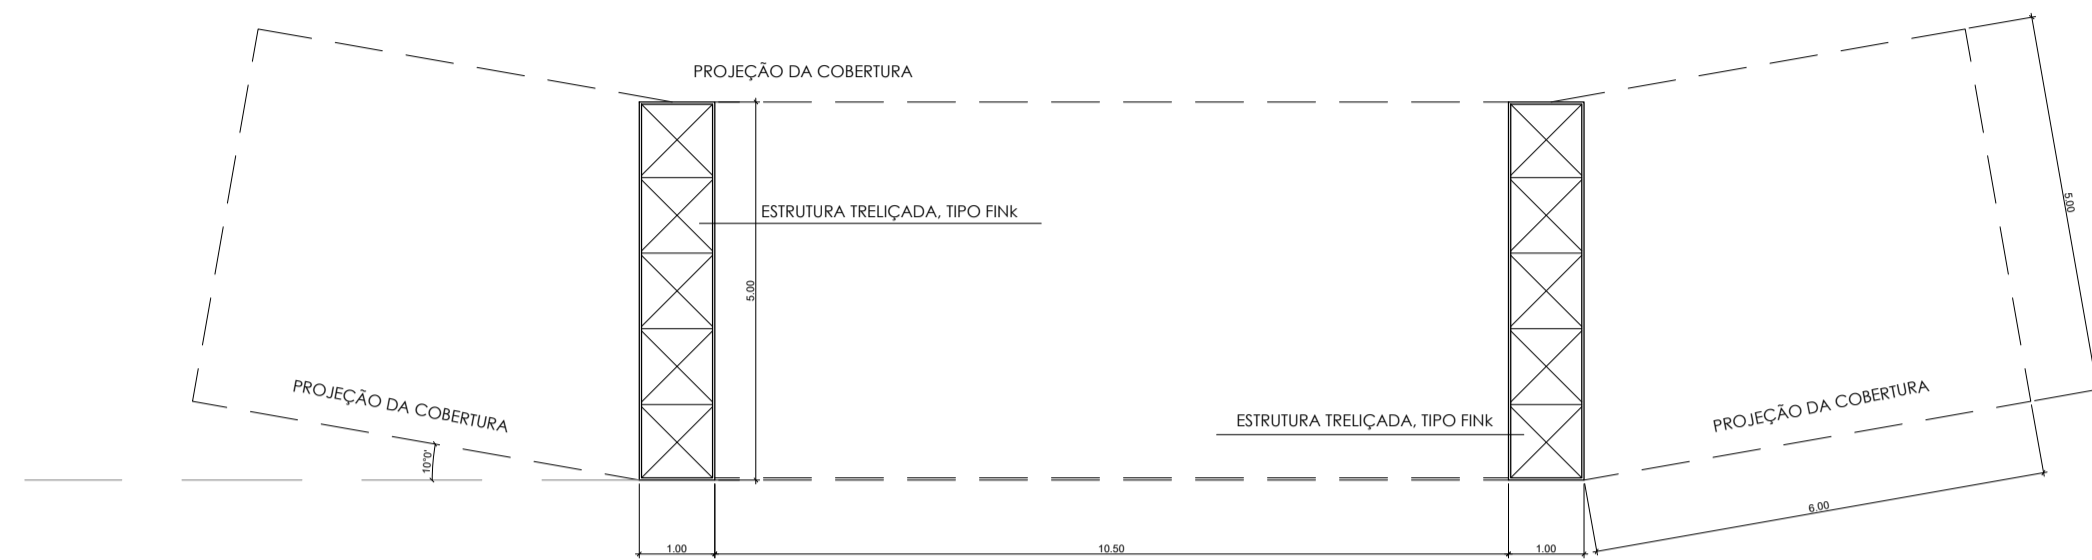 PROJEÇÃO DA COBERTURA
5.00
ESTRUTURA TRELIÇADA, TIPO FINk
5.00
PROJEÇÃO DA COBERTURA
PROJEÇÃO DA COBERTURA
ESTRUTURA TRELIÇADA, TIPO FINk
10°0'
6.00
1.00
10.50
1.00